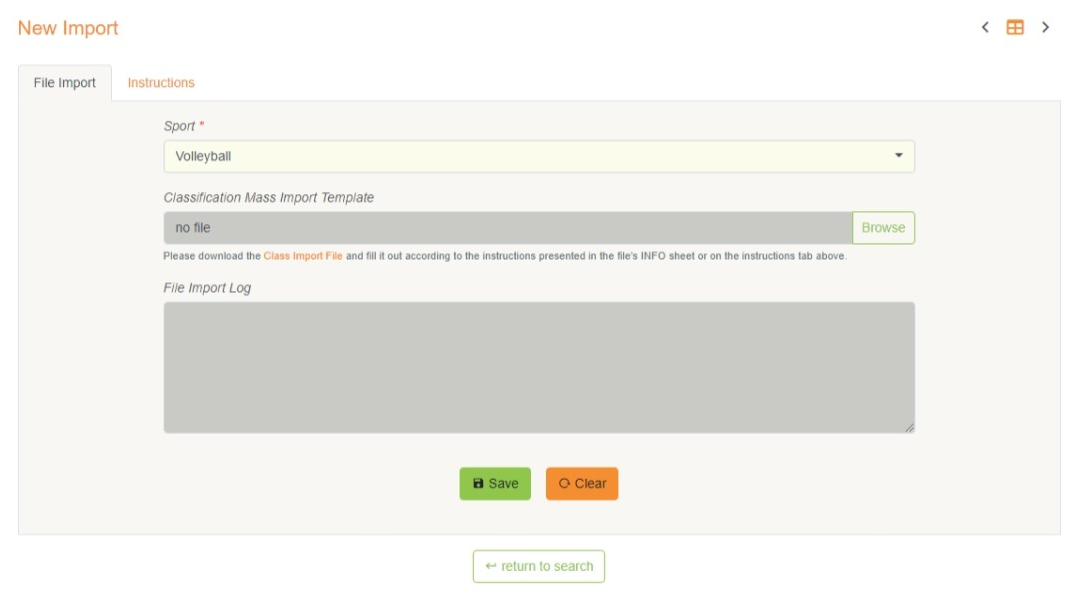 New Import
File Import
Instructions
Sport *
Volleyball
Classification Mass Import Template
no file
Browse
Please download the Class Import File and fill it out according to the instructions presented in the file's INFO sheet or on the instructions tab above.
File Import Log
Save
Clear
return to search